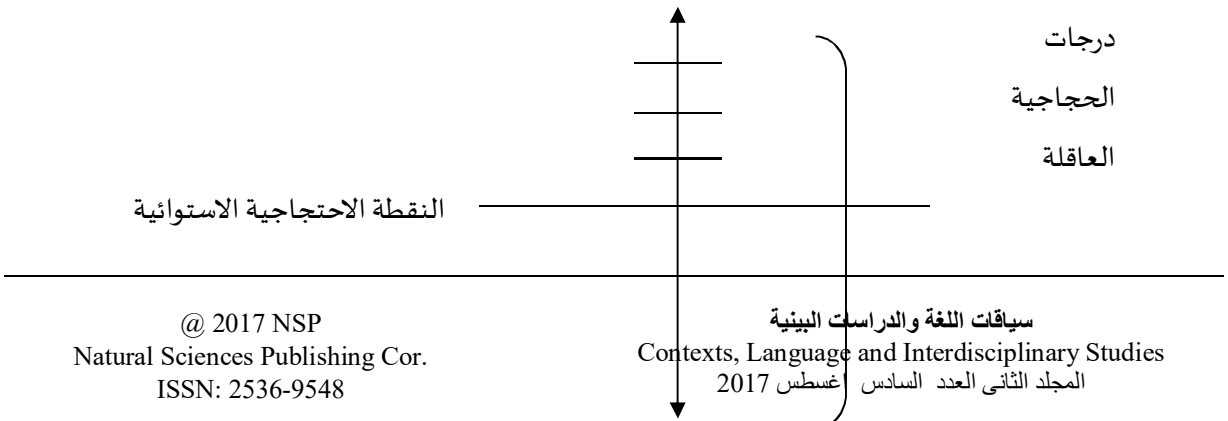 درجات
الحجاجية
العاقلة
النقطة الاحتجاجية الاستوائية
سياقات اللغة والدراسات البينية
Contexts, Language and Interdisciplinary Studies
المجلد الثانى العدد السادس اغسطس 2017
@ 2017 NSP
Natural Sciences Publishing Cor.
ISSN: 2536-9548